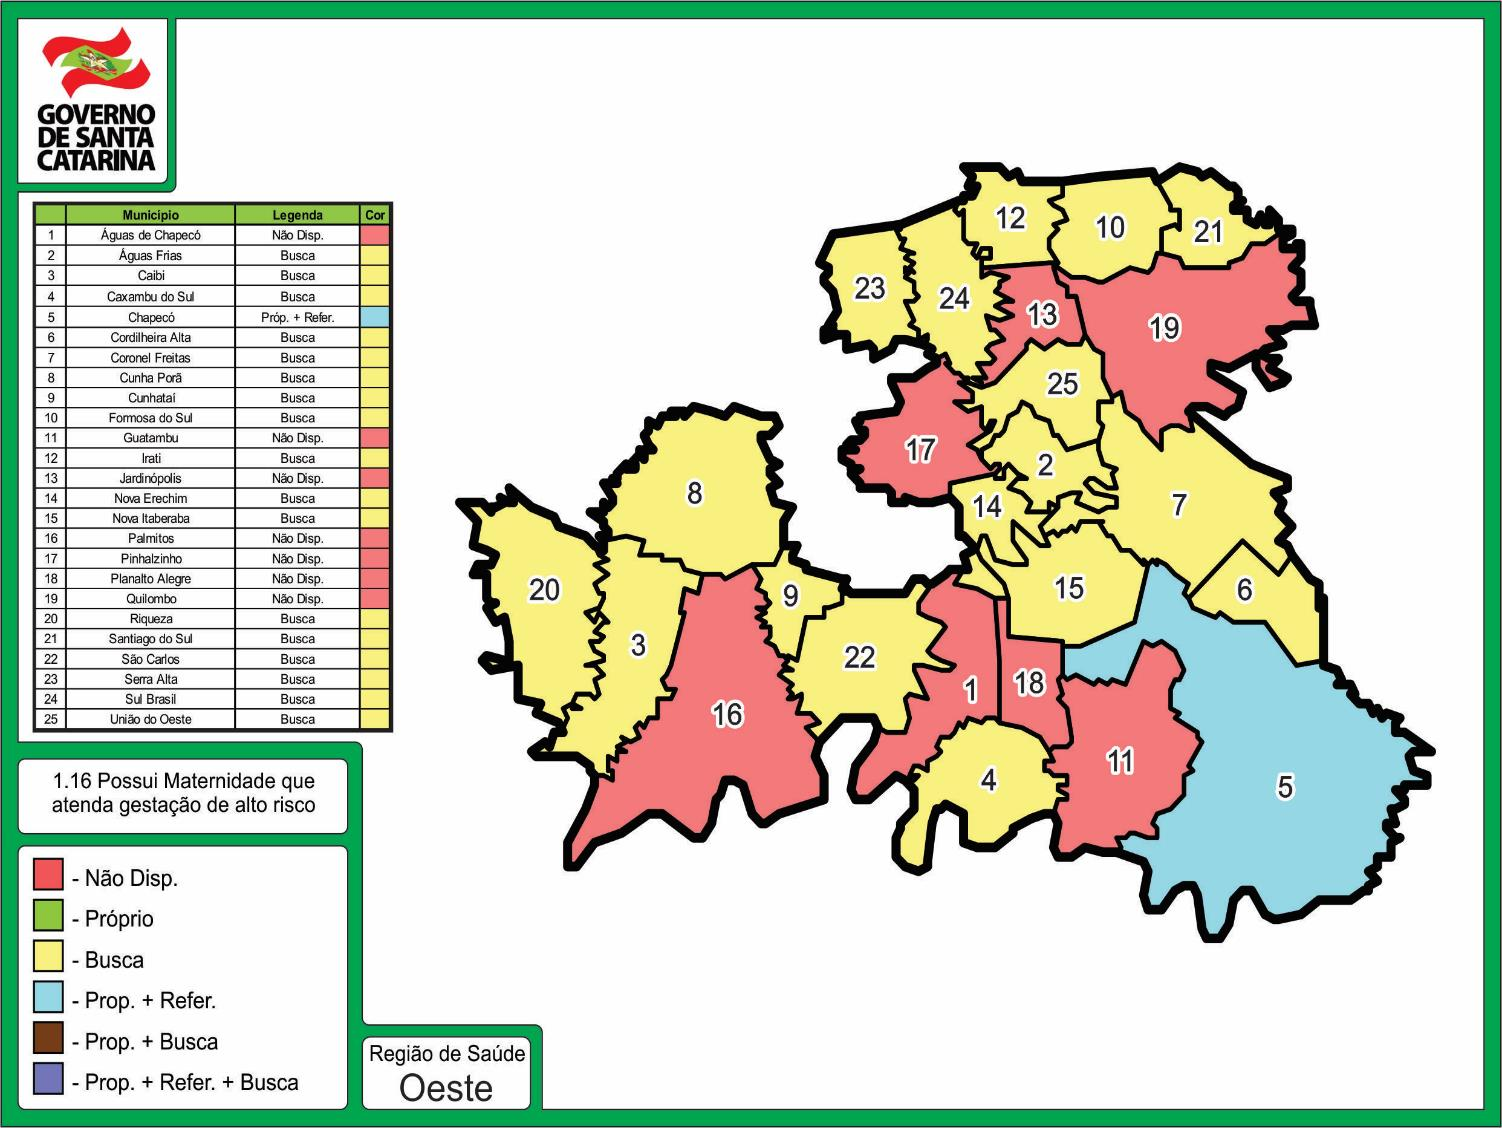 GOVERNO
DE SANTA
CATARINA
Município Legenda Cor
1 Águas de Chapecó Não Disp.
2 Águas Frias Busca
3 Caibi Busca
4 Caxambu do Sul Busca
5 Chapecó Próp. + Refer.
6 Cordilheira Alta Busca
7 Coronel Freitas Busca
8 Cunha Porã Busca
9 Cunhataí Busca
10 Formosa do Sul Busca
11 Guatambu Não Disp.
12 Irati Busca
13 Jardinópolis Não Disp.
14 Nova Erechim Busca
15 Nova Itaberaba Busca
16 Palmitos Não Disp.
17 Pinhalzinho Não Disp.
18 Planalto Alegre Não Disp.
19 Quilombo Não Disp.
20 Riqueza Busca
21 Santiago do Sul Busca
22 São Carlos Busca
23 Serra Alta Busca
24 Sul Brasil Busca
25 União do Oeste Busca
12
10
21
23
24
13
19
25
17
2
8
14
7
20
9
15
6
3
22
1
18
16
11
4
5
1.16 Possui Maternidade que
atenda gestação de alto risco
- Não Disp.
- Próprio
- Busca
- Prop. + Refer.
- Prop. + Busca
- Prop. + Refer. + Busca
Região de Saúde
Oeste